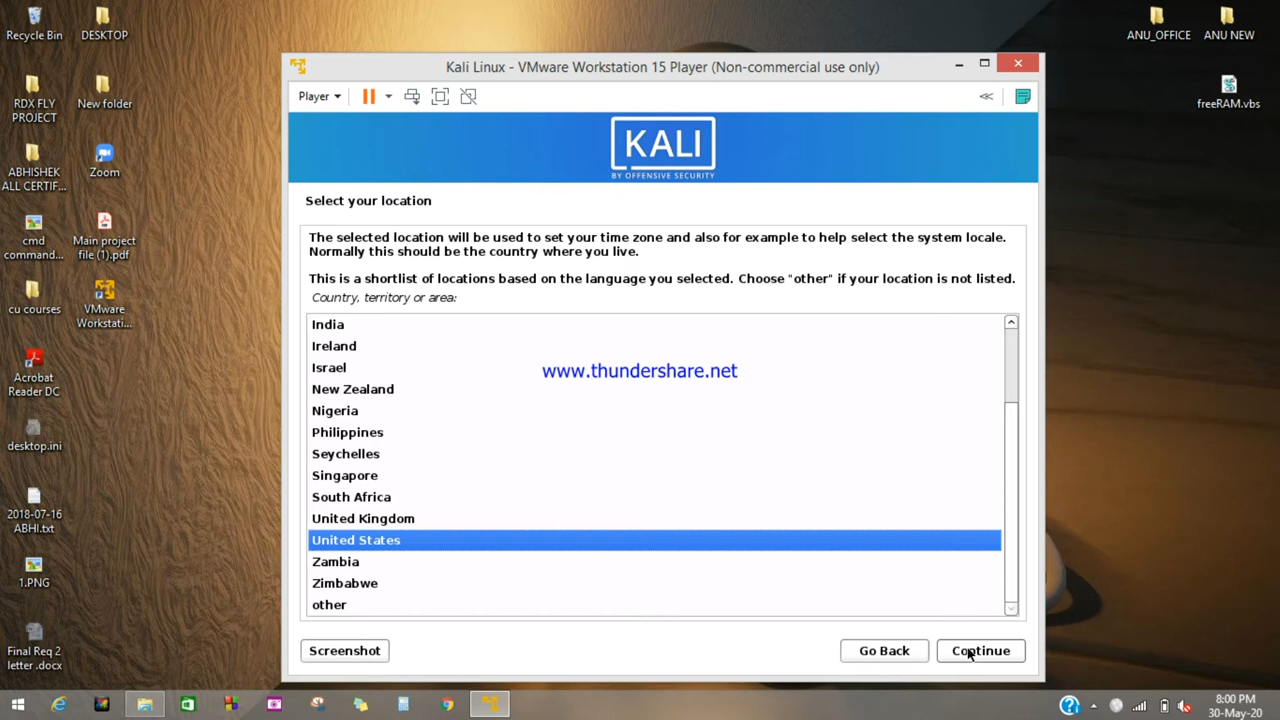 Recycle Bin
DESKTOP
ANU_OFFICE
ANU NEW
RDX FLY
PROJECT
New folder
freeRAM.vbs
ABHISHEK
ALL CERTIF...
Zoom
cmd
command...
Main project
file (1).pdf
cu courses
VMware
Workstati...
Acrobat
Reader DC
desktop.ini
2018-07-16
ABHI.txt
1.PNG
Final Req 2
letter .docx
Kali Linux - VMware Workstation 15 Player (Non-commercial use only)
Player
KALI
BY OFFENSIVE SECURITY
Select your location
The selected location will be used to set your time zone and also for example to help select the system locale.
Normally this should be the country where you live.
This is a shortlist of locations based on the language you selected. Choose "other" if your location is not listed.
Country, territory or area:
India
Ireland
Israel
www.thundershare.net
New Zealand
Nigeria
Philippines
Seychelles
Singapore
South Africa
United Kingdom
United States
Zambia
Zimbabwe
other
Screenshot
Go Back
Continue
8:00 PM
30-May-20